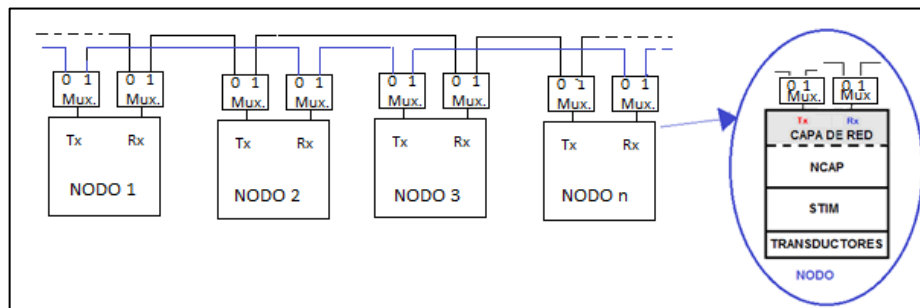 0 1
Mux.
0 1
Mux.
0 1
Mux.
0 1
Mux.
0 1
Mux.
0 1
Mux.
0 1
Mux.
0 1
Mux.
Tx Rx
NODO 1
Tx Rx
NODO 2
Tx Rx
NODO 3
Tx Rx
NODO n
0 1
Mux.
0 1
Mux
Tx Rx
CAPA DE RED
NCAP
STIM
TRANSDUCTORES
NODO